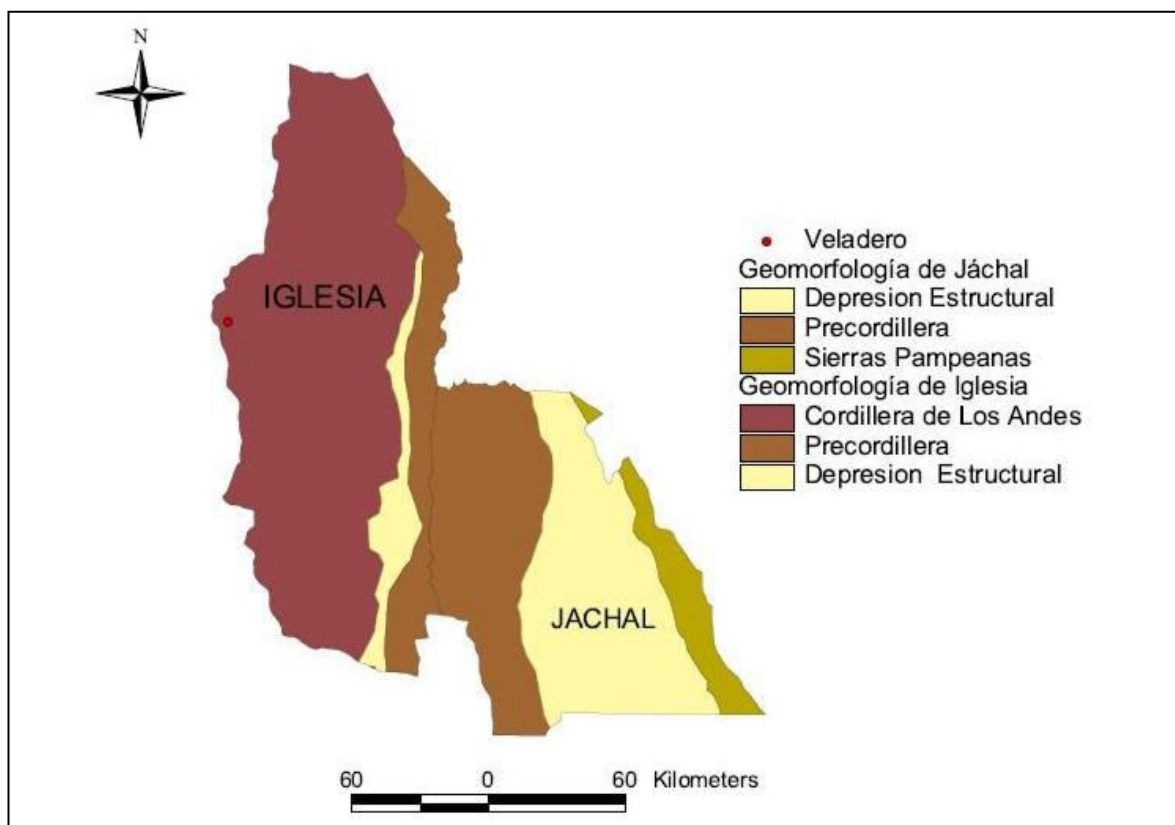 N
IGLESIA
JACHAL
Veladero
Geomorfología de Jáchal
Depresion Estructural
Precordillera
Sierras Pampeanas
Geomorfología de Iglesia
Cordillera de Los Andes
Precordillera
Depresion Estructural
60 0 60 Kilometers